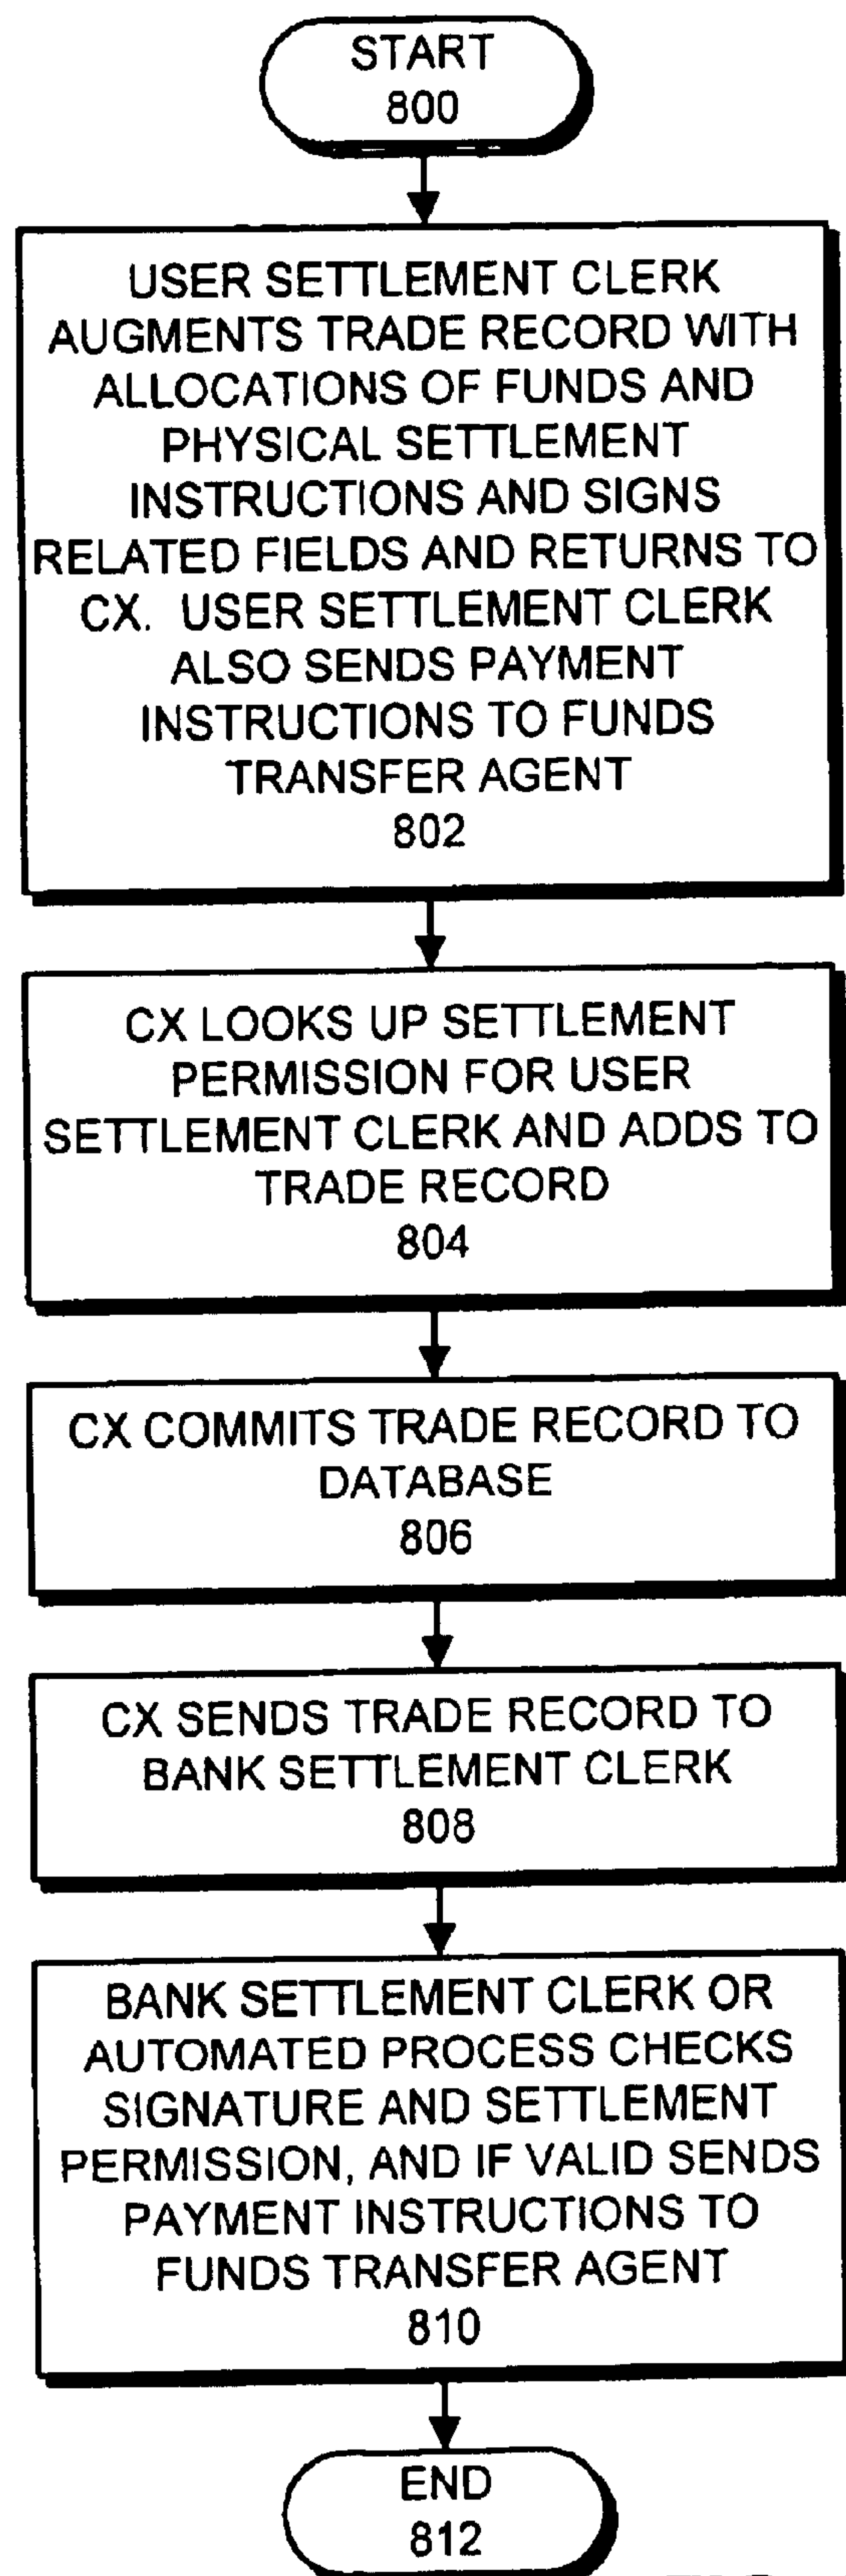 START
800
USER SETTLEMENT CLERK
AUGMENTS TRADE RECORD WITH
ALLOCATIONS OF FUNDS AND
PHYSICAL SETTLEMENT
INSTRUCTIONS AND SIGNS
RELATED FIELDS AND RETURNS TO
CX. USER SETTLEMENT CLERK
ALSO SENDS PAYMENT
INSTRUCTIONS TO FUNDS
TRANSFER AGENT
802
CX LOOKS UP SETTLEMENT
PERMISSION FOR USER
SETTLEMENT CLERK AND ADDS TO
TRADE RECORD
804
CX COMMITS TRADE RECORD TO
DATABASE
806
CX SENDS TRADE RECORD TO
BANK SETTLEMENT CLERK
808
BANK SETTLEMENT CLERK OR
AUTOMATED PROCESS CHECKS
SIGNATURE AND SETTLEMENT
PERMISSION, AND IF VALID SENDS
PAYMENT INSTRUCTIONS TO
FUNDS TRANSFER AGENT
810
END
812